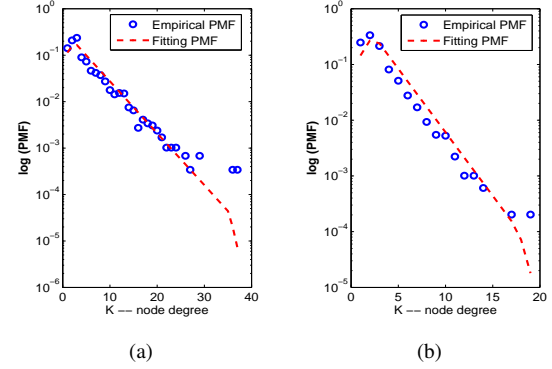 Empirical PMF
Fitting PMF
log (PMF)
10^0
10^-1
10^-2
10^-3
10^-4
10^-5
10^-6
0 10 20 30 40
K −− node degree
(a)
Empirical PMF
Fitting PMF
log (PMF)
10^0
10^-1
10^-2
10^-3
10^-4
10^-5
0 5 10 15 20
K −− node degree
(b)